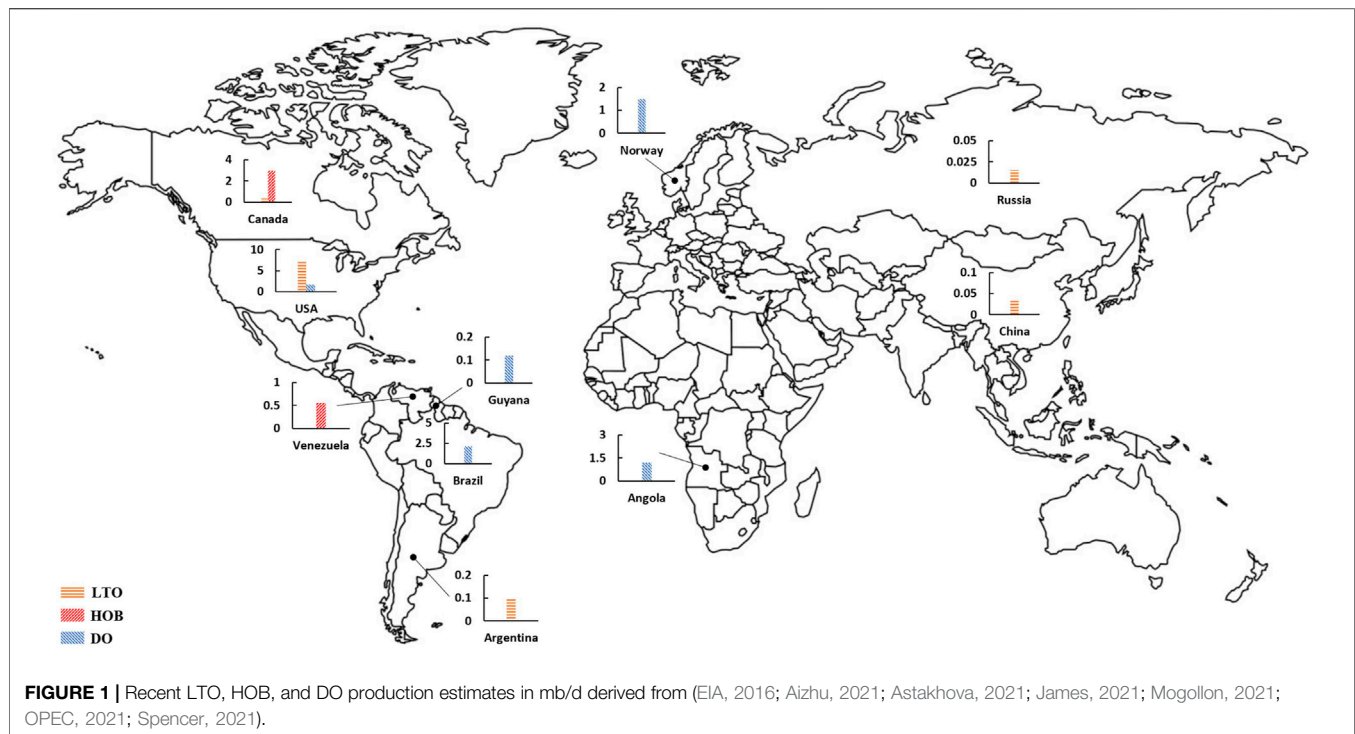 2
1
0
Norway
0.05
0.025
0
Russia
4
2
0
Canada
10
5
0
USA
0.1
0.05
0
China
0.2
0.1
0
Guyana
1
0.5
0
Venezuela
5
2.5
0
Brazil
3
1.5
0
Angola
0.2
0.1
0
Argentina
LTO
HOB
DO
FIGURE 1 | Recent LTO, HOB, and DO production estimates in mb/d derived from (EIA, 2016; Aizhu, 2021; Astakhova, 2021; James, 2021; Mogollon, 2021;
OPEC, 2021; Spencer, 2021).